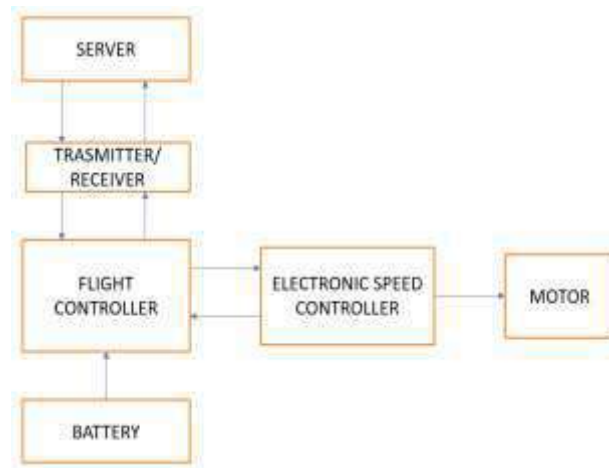 SERVER
TRASMITTER/
RECEIVER
FLIGHT
CONTROLLER
ELECTRONIC SPEED
CONTROLLER
MOTOR
BATTERY